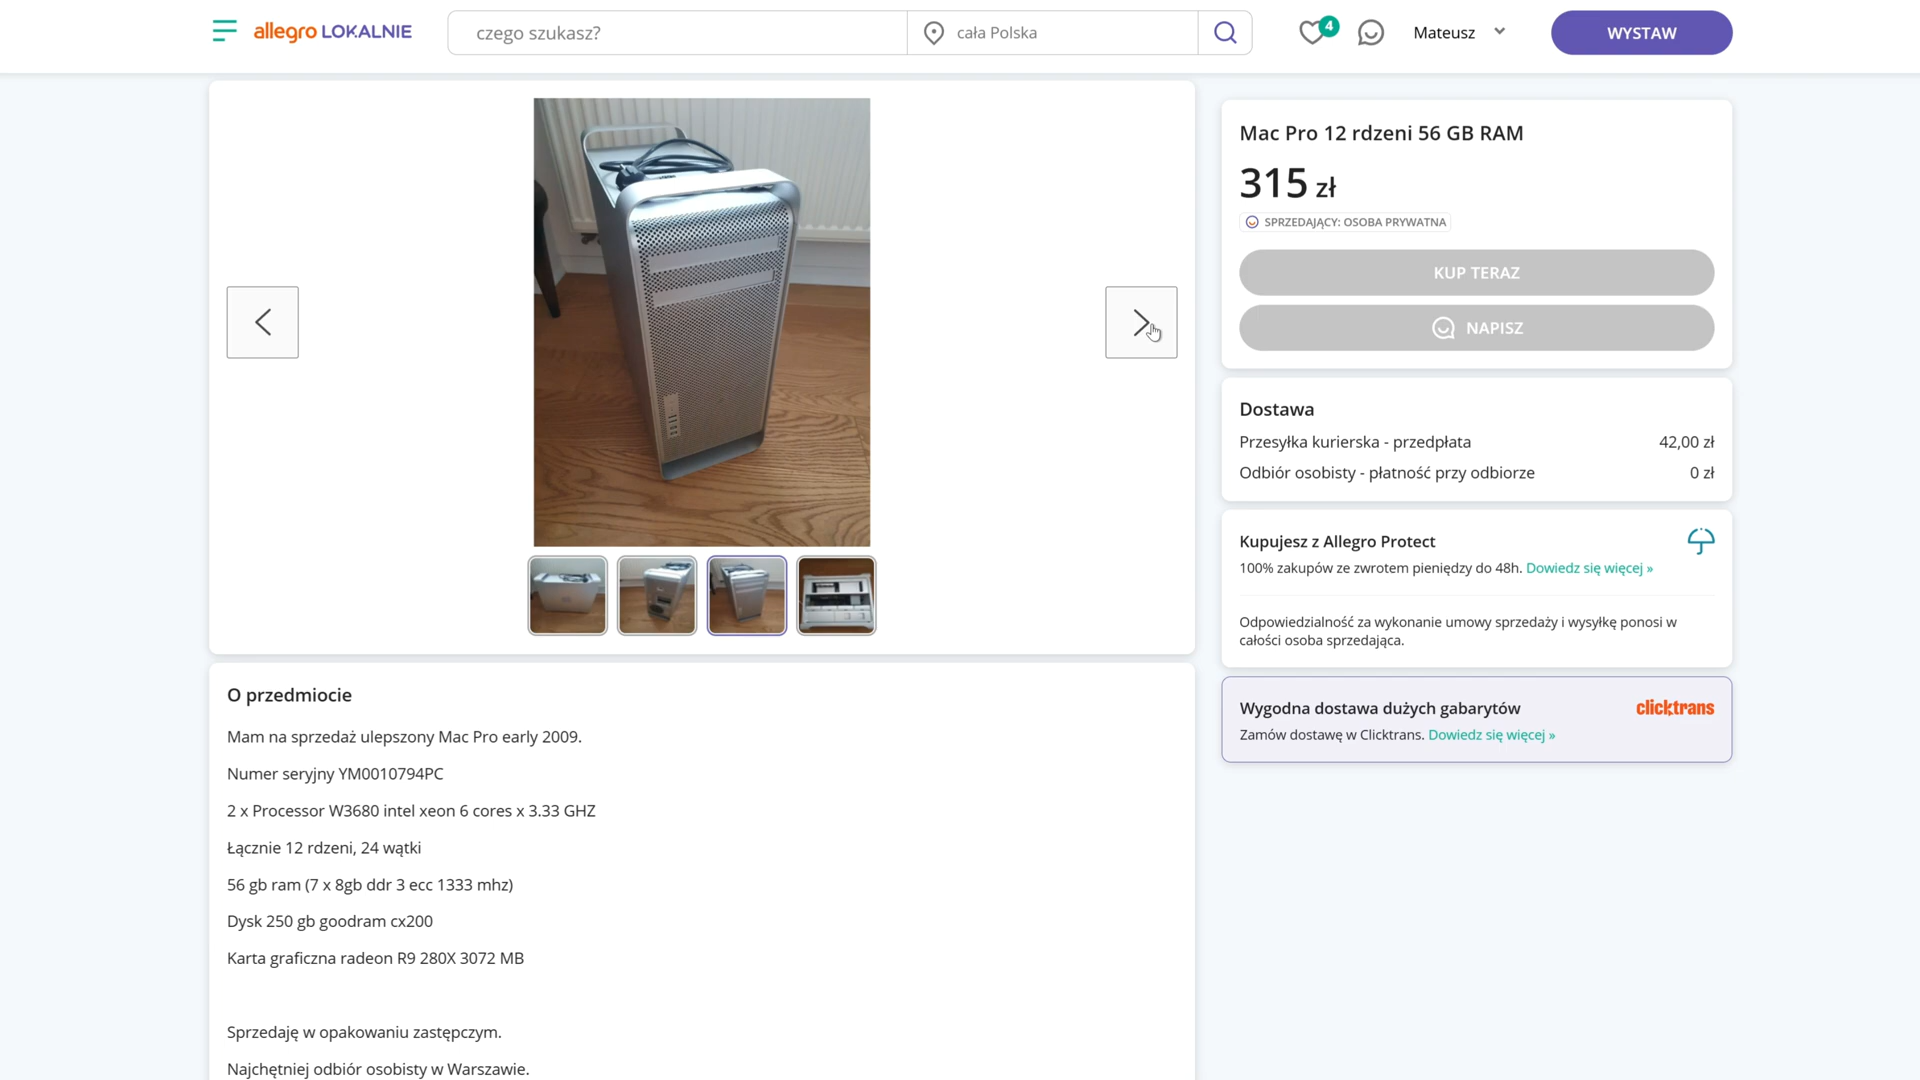 allegro LOKALNIE
czego szukasz?
cała Polska
4
Mateusz
WYSTAW
Mac Pro 12 rdzeni 56 GB RAM
315 zł
SPRZEDAJĄCY: OSOBA PRYWATNA
KUP TERAZ
NAPISZ
Dostawa
Przesyłka kurierska - przedpłata 42,00 zł
Odbiór osobisty - płatność przy odbiorze 0 zł
Kupujesz z Allegro Protect
100% zakupów ze zwrotem pieniędzy do 48h. Dowiedz się więcej »
Odpowiedzialność za wykonanie umowy sprzedaży i wysyłkę ponosi w
całości osoba sprzedająca.
Wygodna dostawa dużych gabarytów
clicktrans
Zamów dostawę w Clicktrans. Dowiedz się więcej »
O przedmiocie
Mam na sprzedaż ulepszony Mac Pro early 2009.
Numer seryjny YM0010794PC
2 x Processor W3680 intel xeon 6 cores x 3.33 GHZ
Łącznie 12 rdzeni, 24 wątki
56 gb ram (7 x 8gb ddr 3 ecc 1333 mhz)
Dysk 250 gb goodram cx200
Karta graficzna radeon R9 280X 3072 MB
Sprzedaję w opakowaniu zastępczym.
Najchętniej odbiór osobisty w Warszawie.